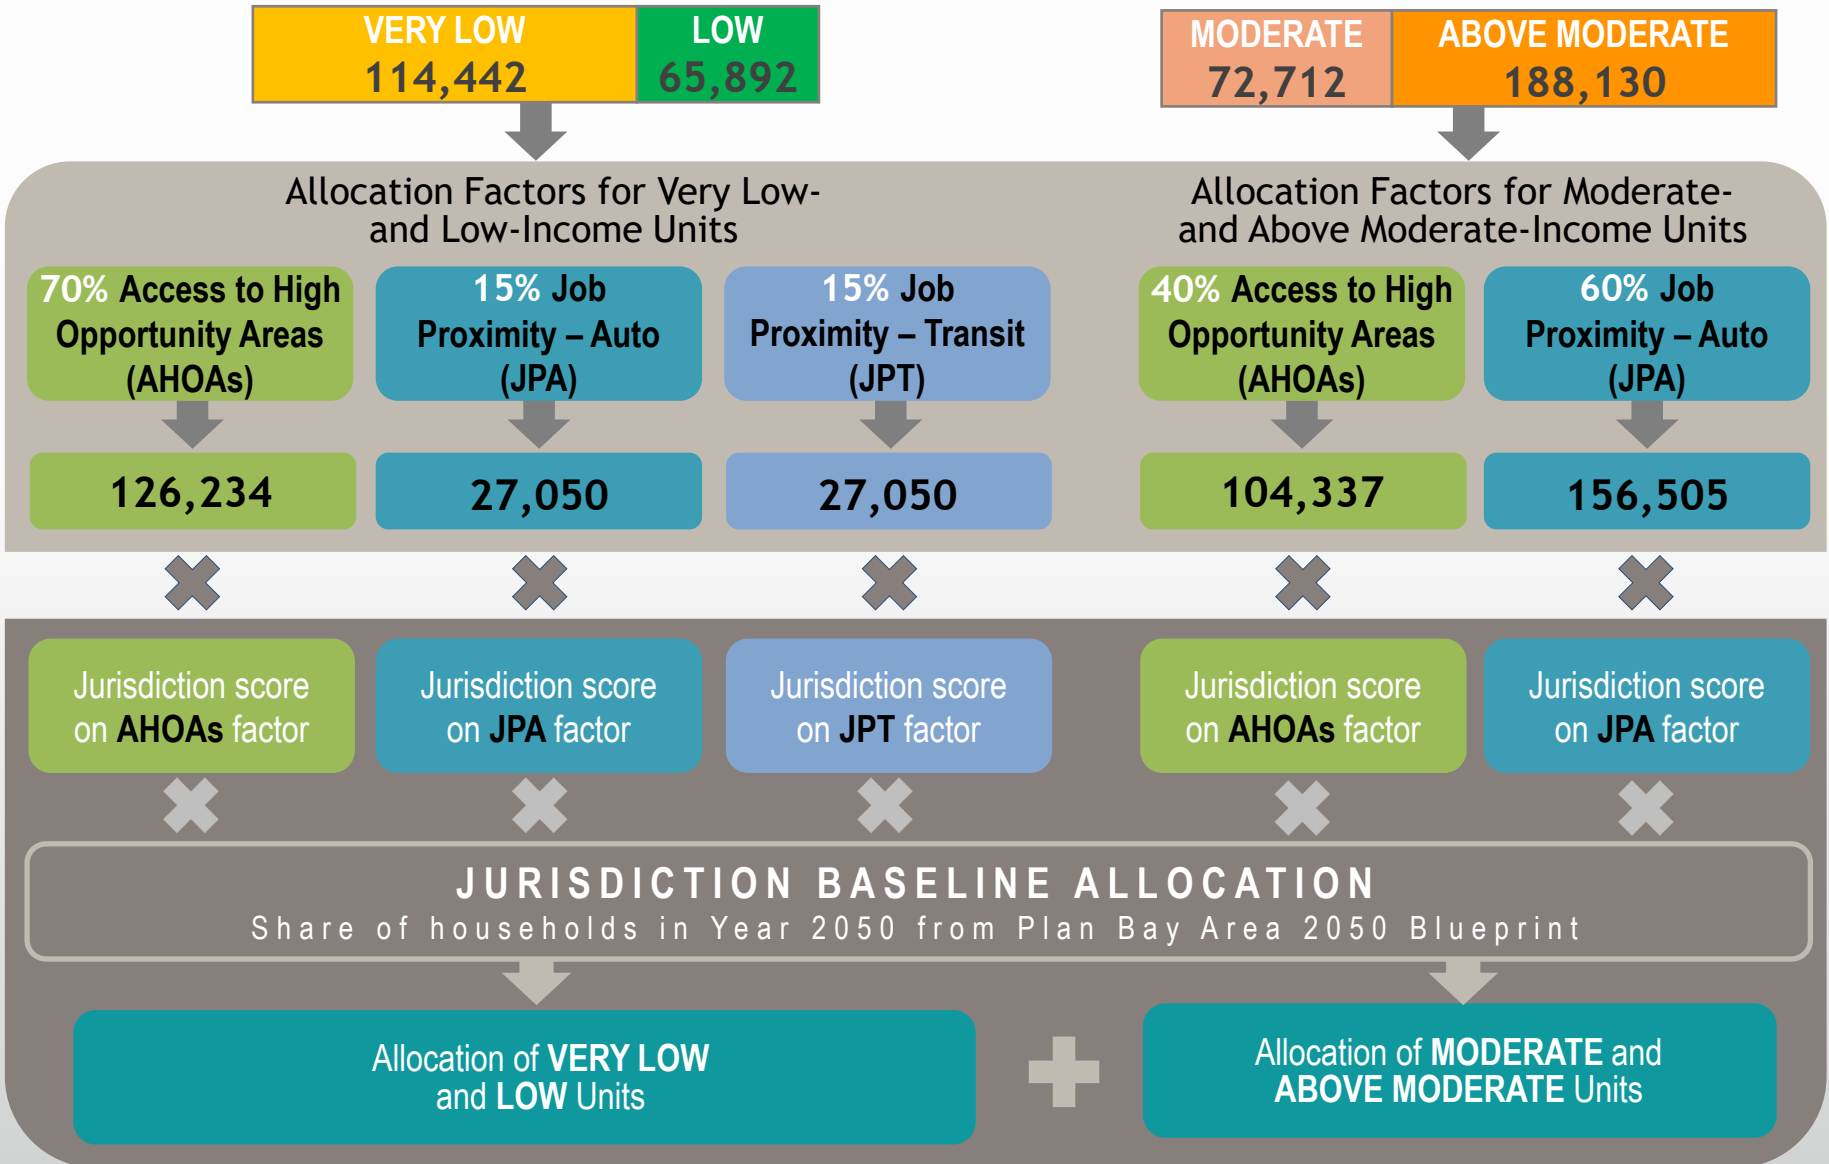 VERY LOW
114,442
LOW
65,892
MODERATE
72,712
ABOVE MODERATE
188,130
Allocation Factors for Very Low-
and Low-Income Units
Allocation Factors for Moderate-
and Above Moderate-Income Units
70% Access to High
Opportunity Areas
(AHOAs)
15% Job
Proximity – Auto
(JPA)
15% Job
Proximity – Transit
(JPT)
40% Access to High
Opportunity Areas
(AHOAs)
60% Job
Proximity – Auto
(JPA)
126,234
27,050
27,050
104,337
156,505
Jurisdiction score
on AHOAs factor
Jurisdiction score
on JPA factor
Jurisdiction score
on JPT factor
Jurisdiction score
on AHOAs factor
Jurisdiction score
on JPA factor
JURISDICTION BASELINE ALLOCATION
Share of households in Year 2050 from Plan Bay Area 2050 Blueprint
Allocation of VERY LOW
and LOW Units
Allocation of MODERATE and
ABOVE MODERATE Units